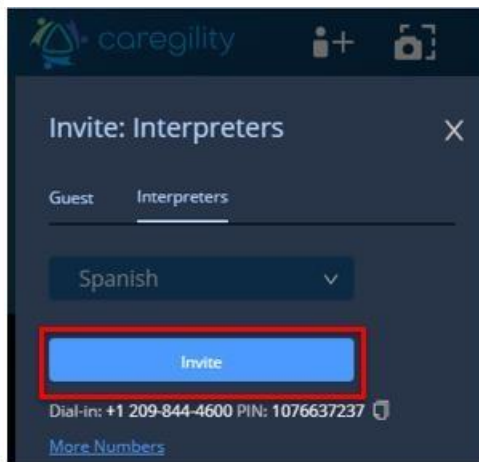 caregility
Invite: Interpreters
Guest Interpreters
Spanish
Invite
Dial-in: +1 209-844-4600 PIN: 1076637237
More Numbers